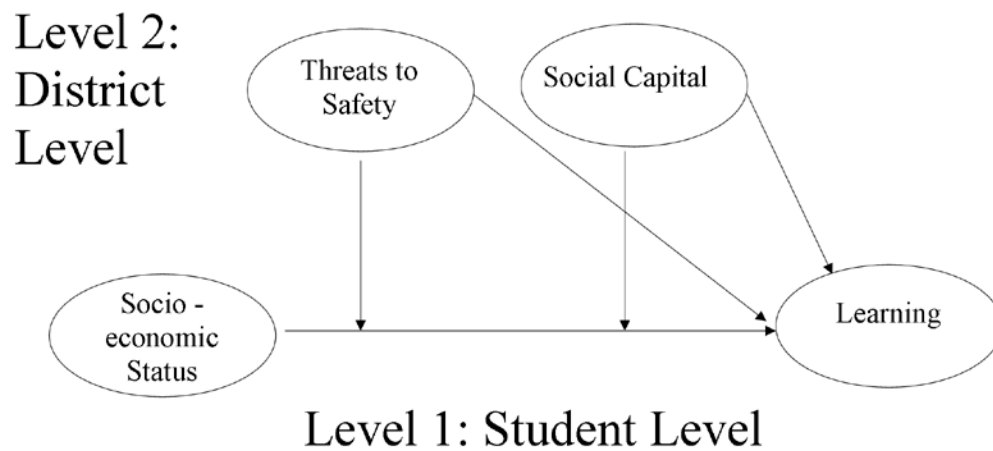 Level 2:
District
Level
Threats to
Safety
Social Capital
Socio -
economic
Status
Learning
Level 1: Student Level